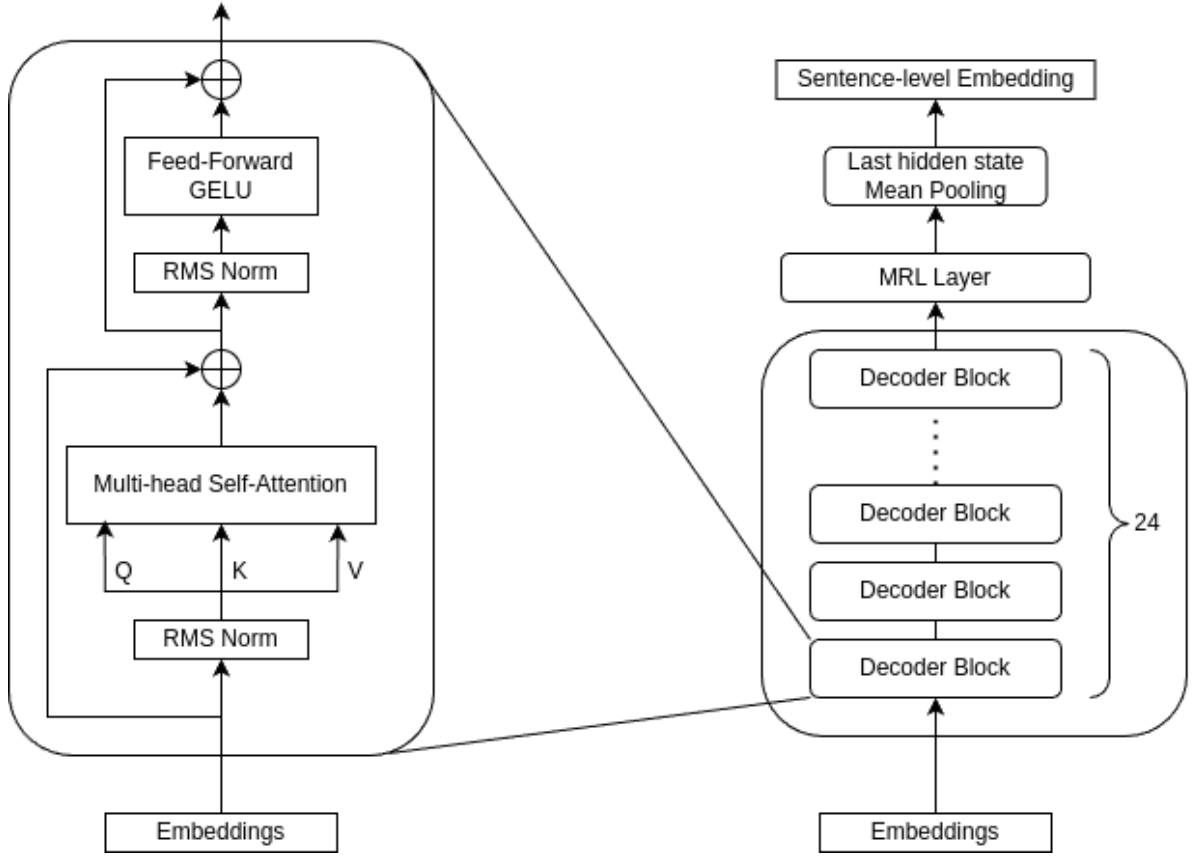 Feed-Forward
GELU
RMS Norm
Multi-head Self-Attention
Q
K
V
RMS Norm
Embeddings
Sentence-level Embedding
Last hidden state
Mean Pooling
MRL Layer
Decoder Block
Decoder Block
Decoder Block
Decoder Block
24
Embeddings